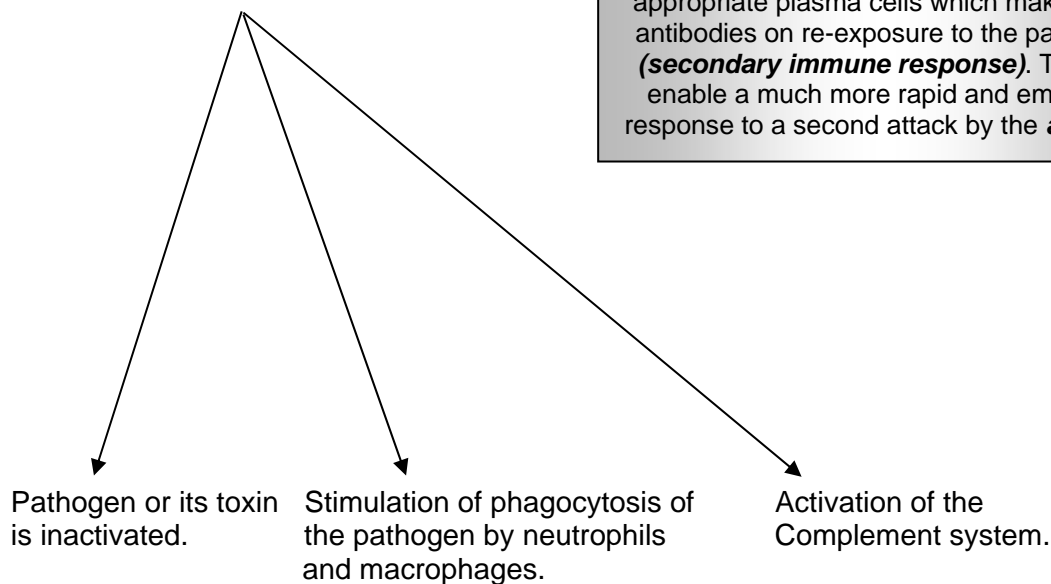 appropriate plasma cells which mak
antibodies on re-exposure to the pa
(secondary immune response). T
enable a much more rapid and em
response to a second attack by the a
Pathogen or its toxin
is inactivated.
Stimulation of phagocytosis of
the pathogen by neutrophils
and macrophages.
Activation of the
Complement system.